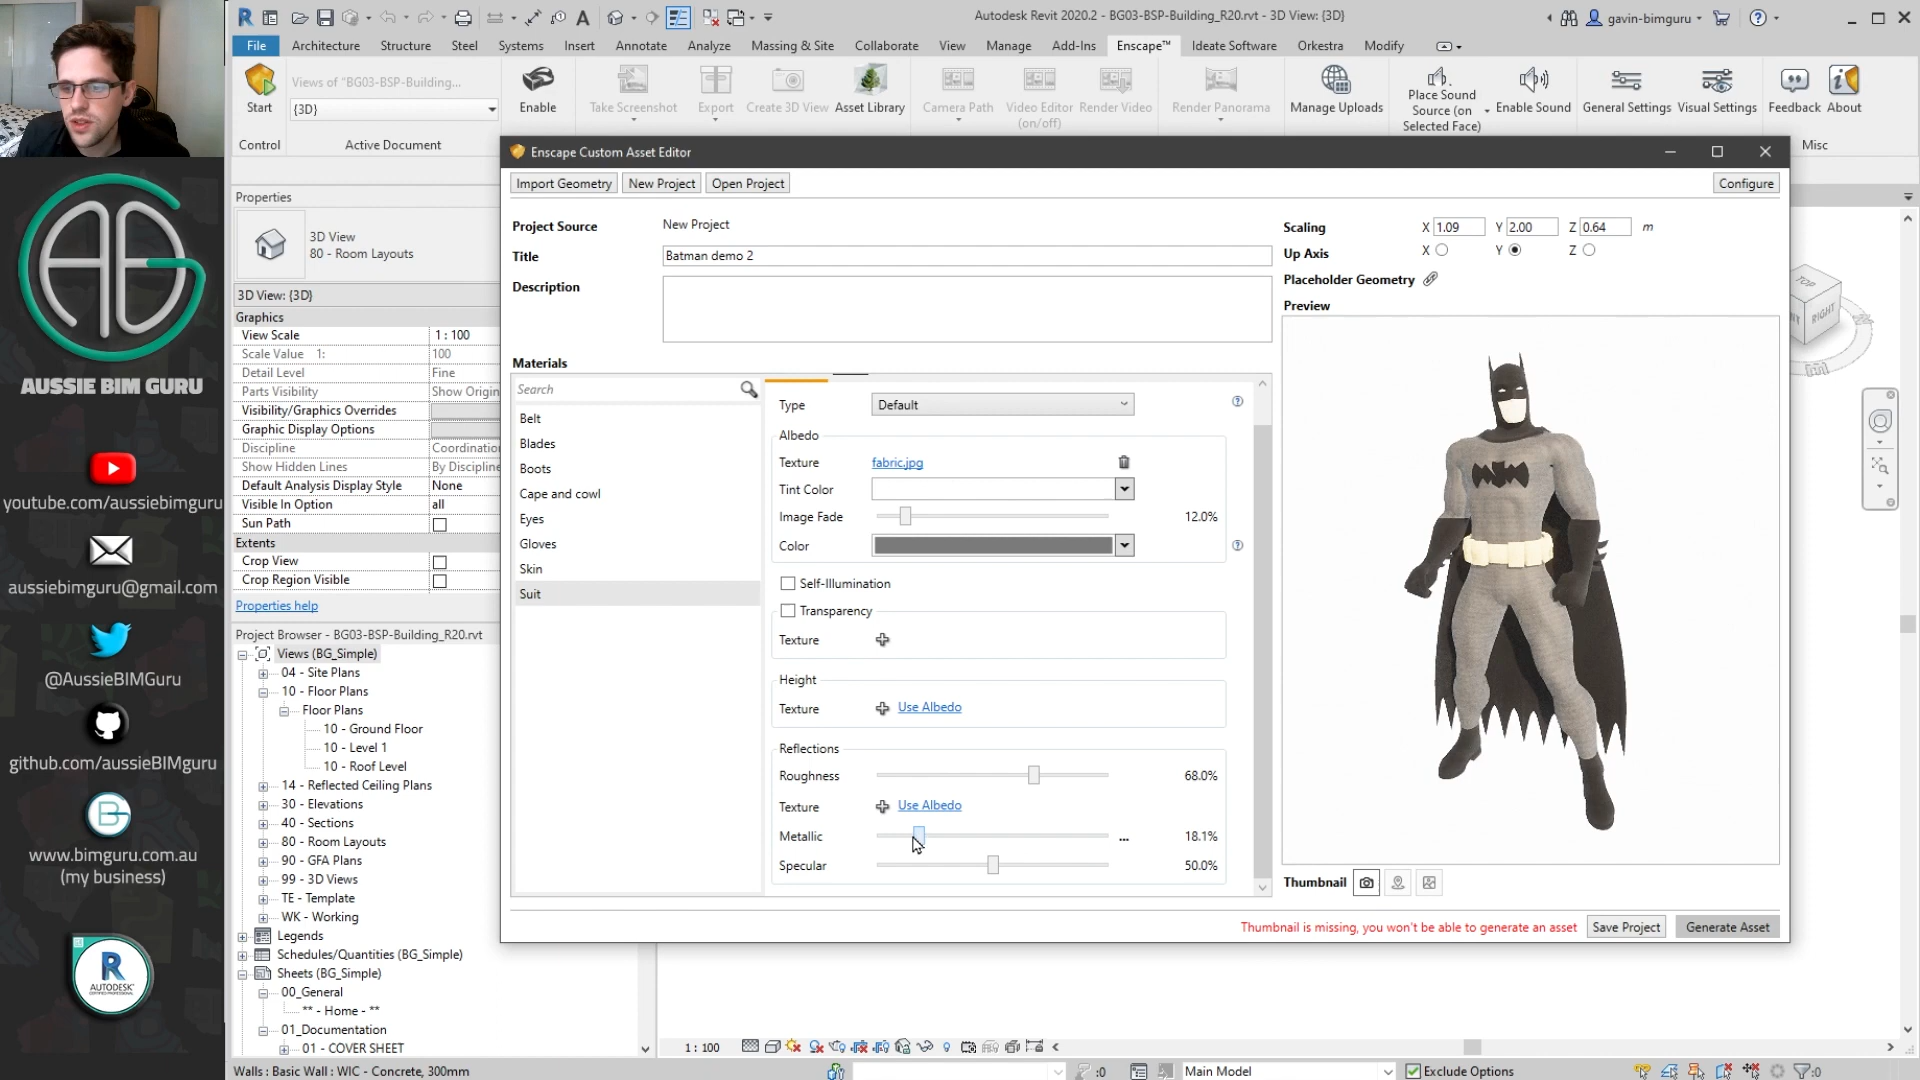 Autodesk Revit 2020.2 - BG03-BSP-Building_R20.rvt - 3D View: {3D}
gavin-bimguru
File Architecture Structure Steel Systems Insert Annotate Analyze Massing & Site Collaborate View Manage Add-Ins Enscape™ Ideate Software Orkestra Modify
Start
Control
Views of "BG03-BSP-Building...
{3D}
Active Document
Enable
Take Screenshot
Export
Create 3D View
Asset Library
Camera Path
Video Editor
(on/off)
Render Video
Render Panorama
Manage Uploads
Place Sound
Source (on
Selected Face)
Enable Sound
General Settings
Visual Settings
Feedback
About
Misc
AUSSIE BIM GURU
youtube.com/aussiebimguru
aussiebimguru@gmail.com
@AussieBIMGuru
github.com/aussieBIMguru
www.bimguru.com.au
(my business)
R
AUTODESK
Properties
3D View
80 - Room Layouts
3D View: {3D}
Graphics
View Scale 1 : 100
Scale Value 1: 100
Detail Level Fine
Parts Visibility Show Origin
Visibility/Graphics Overrides
Graphic Display Options
Discipline Coordinatio
Show Hidden Lines By Discipline
Default Analysis Display Style None
Visible In Option all
Sun Path
Extents
Crop View
Crop Region Visible
Properties help
Project Browser - BG03-BSP-Building_R20.rvt
Views (BG_Simple)
04 - Site Plans
10 - Floor Plans
Floor Plans
10 - Ground Floor
10 - Level 1
10 - Roof Level
14 - Reflected Ceiling Plans
30 - Elevations
40 - Sections
80 - Room Layouts
90 - GFA Plans
99 - 3D Views
TE - Template
WK - Working
Legends
Schedules/Quantities (BG_Simple)
Sheets (BG_Simple)
00_General
** - Home - **
01_Documentation
01 - COVER SHEET
Enscape Custom Asset Editor
Import Geometry New Project Open Project Configure
Project Source New Project
Title Batman demo 2
Description
Materials
Search
Belt
Blades
Boots
Cape and cowl
Eyes
Gloves
Skin
Suit
Type Default
Albedo
Texture fabric.jpg
Tint Color
Image Fade 12.0%
Color
Self-Illumination
Transparency
Texture
Height
Texture Use Albedo
Reflections
Roughness 68.0%
Texture Use Albedo
Metallic ... 18.1%
Specular 50.0%
Scaling X 1.09 Y 2.00 Z 0.64 m
Up Axis X Y Z
Placeholder Geometry
Preview
Thumbnail
Thumbnail is missing, you won't be able to generate an asset Save Project Generate Asset
TOP
RIGHT
1 : 100
Walls : Basic Wall : WIC - Concrete, 300mm
:0
Main Model
Exclude Options
:0